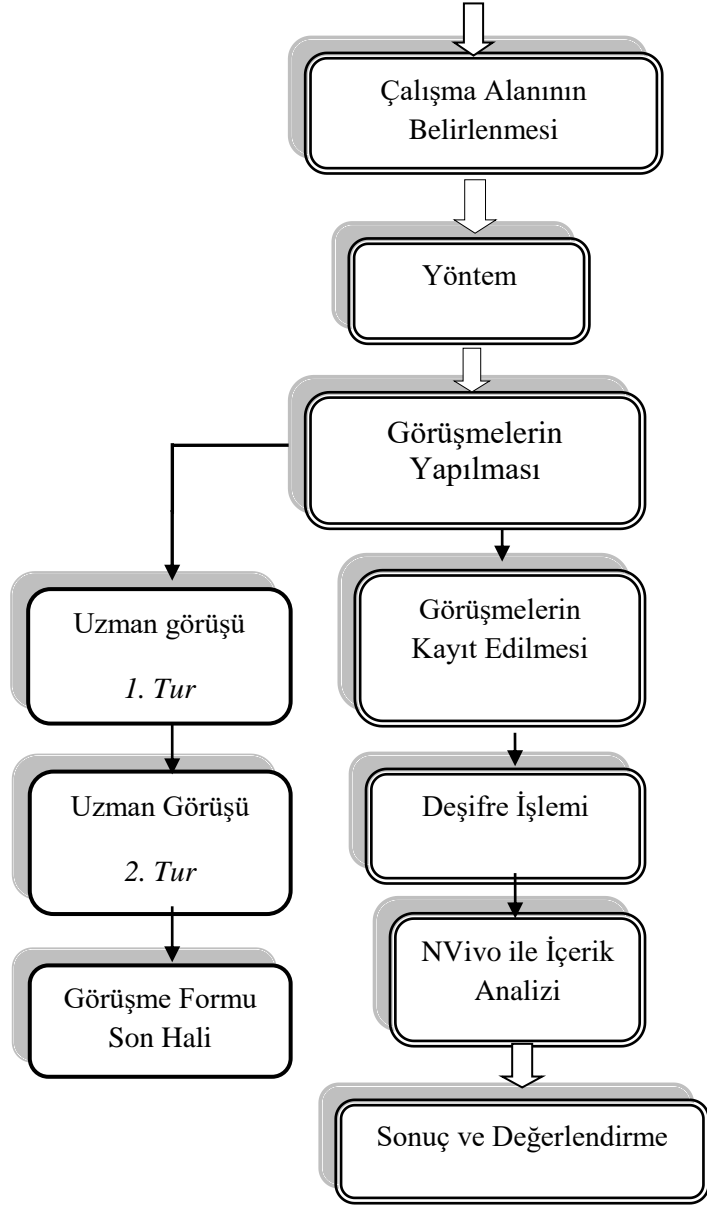 Çalışma Alanının
Belirlenmesi
Yöntem
Görüşmelerin
Yapılması
Uzman görüşü
1. Tur
Uzman Görüşü
2. Tur
Görüşme Formu
Son Hali
Görüşmelerin
Kayıt Edilmesi
Deşifre İşlemi
NVivo ile İçerik
Analizi
Sonuç ve Değerlendirme